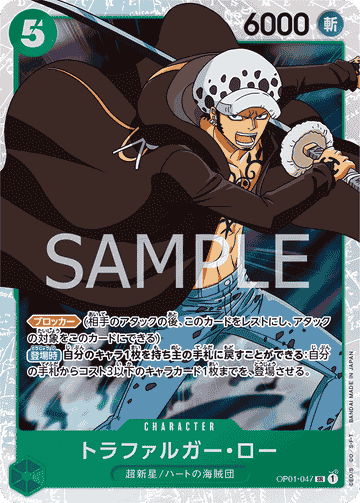 5
6000 斬
SAMPLE
ブロッカー (相手のアタックの後、このカードをレストにし、アタック
の対象をこのカードにできる)
登場時 自分のキャラ1枚を持ち主の手札に戻すことができる:自分
の手札からコスト3以下のキャラカード1枚までを、登場させる。
CHARACTER
トラファルガー・ロー
超新星/ハートの海賊団
OP01-047 SR 1
BANDAI MADE IN JAPAN